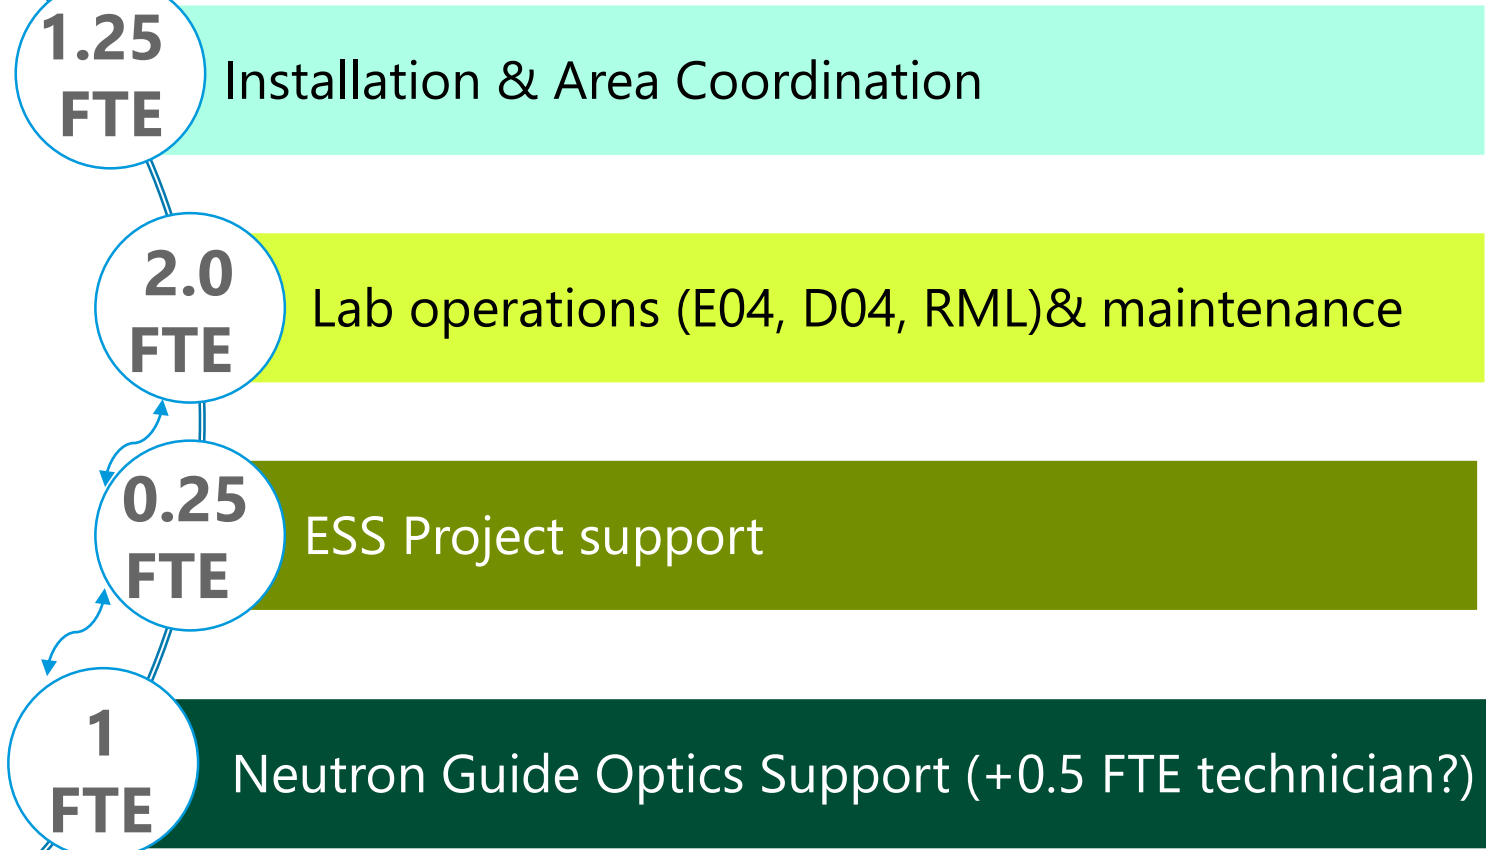 1.25
FTE
Installation & Area Coordination
2.0
FTE
Lab operations (E04, D04, RML)& maintenance
0.25
FTE
ESS Project support
1
FTE
Neutron Guide Optics Support (+0.5 FTE technician?)